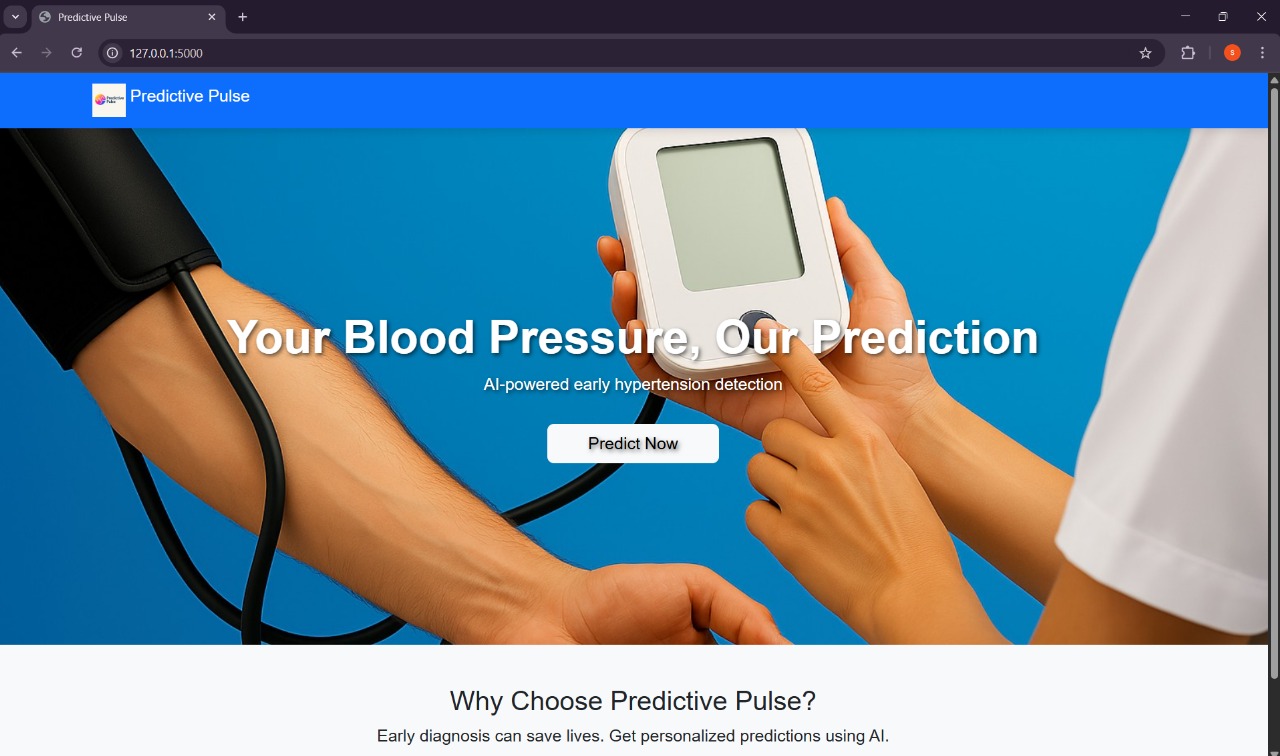 Predictive Pulse
127.0.0.1:5000
S
Predictive Pulse
Predictive Pulse
Your Blood Pressure, Our Prediction
AI-powered early hypertension detection
Predict Now
Why Choose Predictive Pulse?
Early diagnosis can save lives. Get personalized predictions using AI.